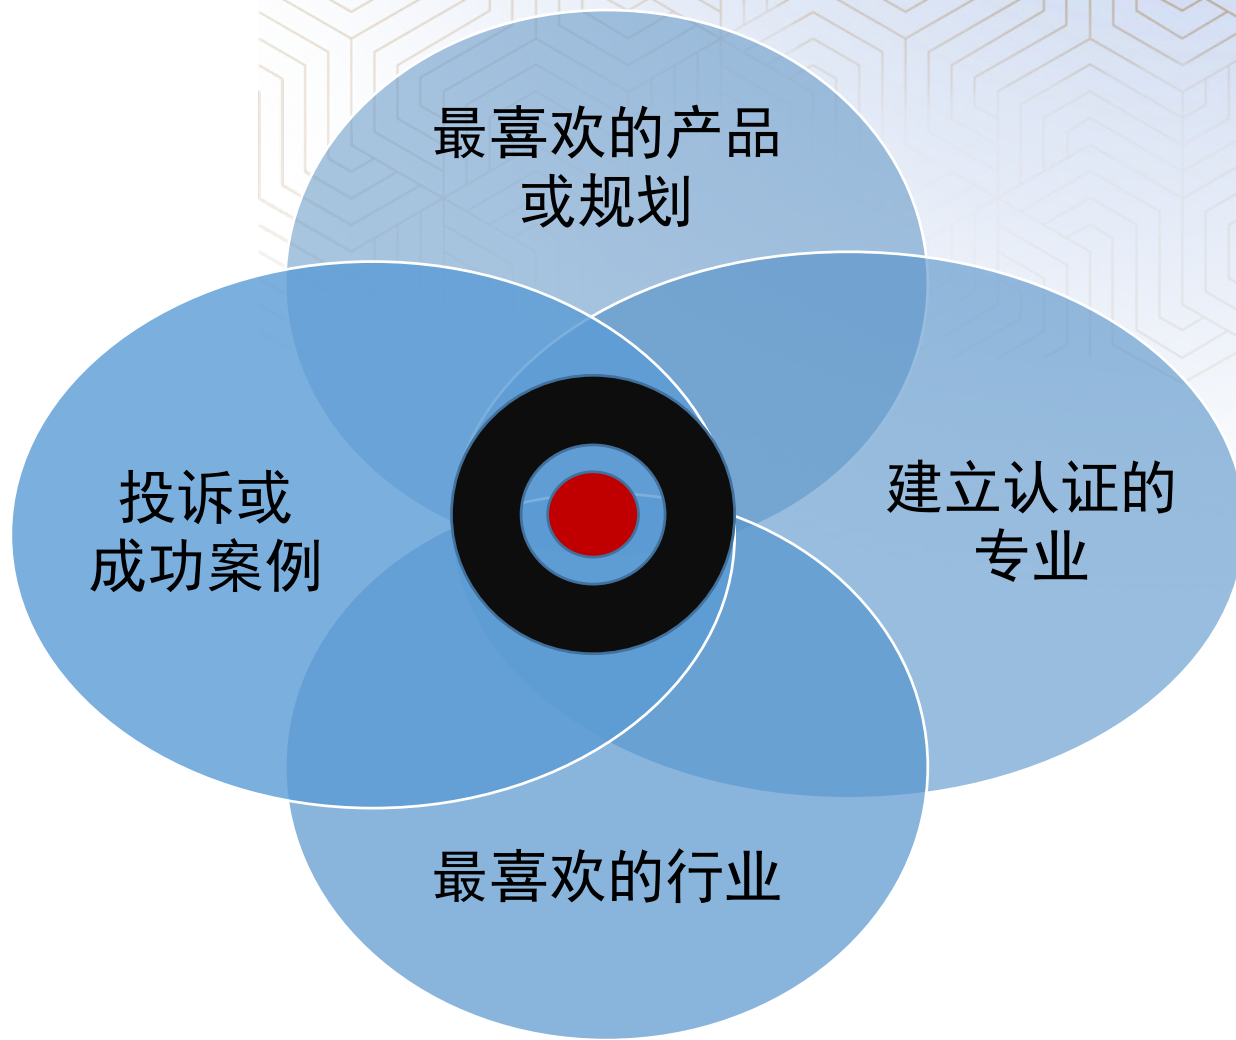 最喜欢的产品
或规划
投诉或
成功案例
建立认证的
专业
最喜欢的行业